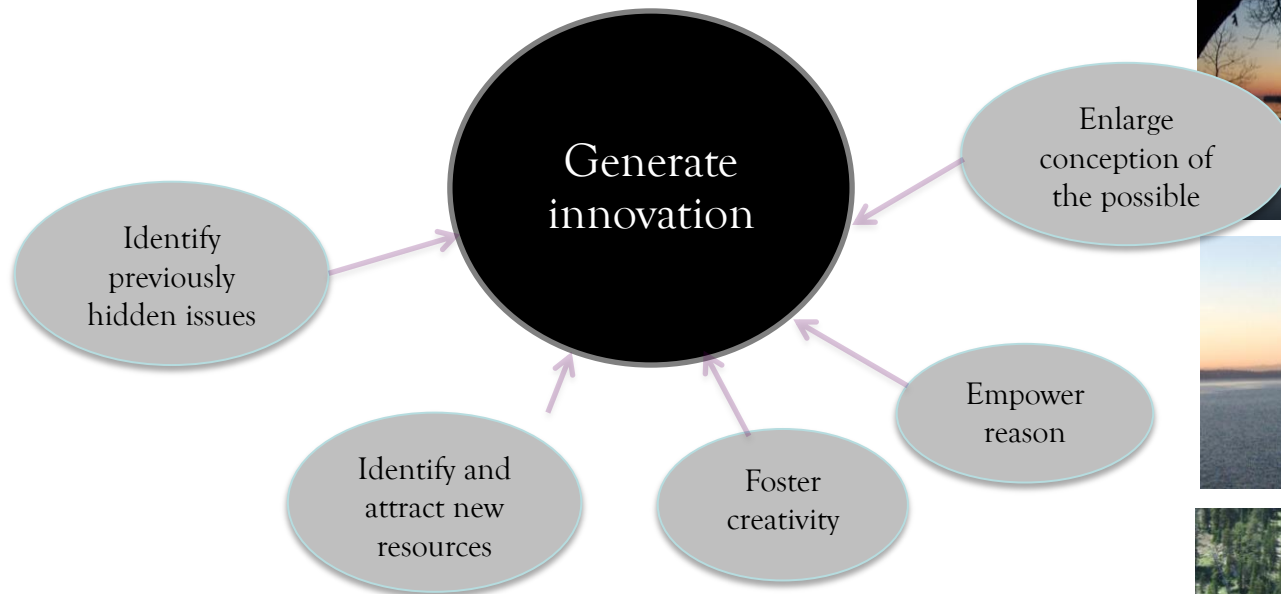 Generate
innovation
Enlarge
conception of
the possible
Identify
previously
hidden issues
Empower
reason
Identify and
attract new
resources
Foster
creativity